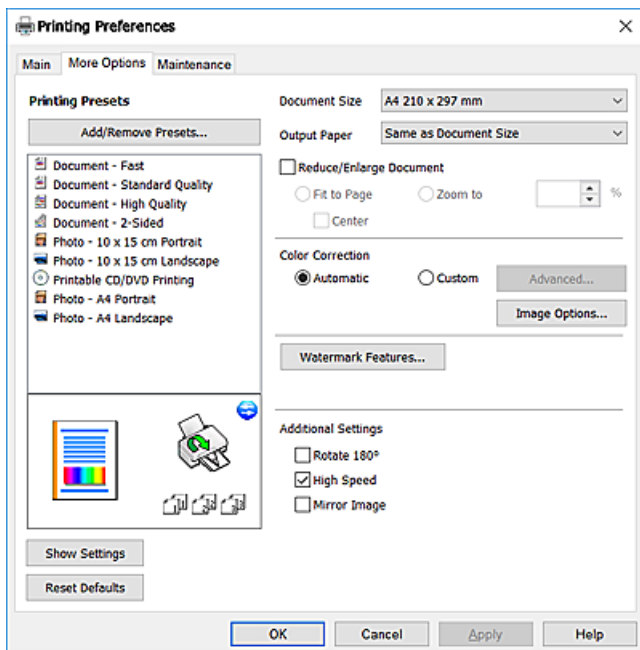 Printing Preferences
Main
More Options
Maintenance
Printing Presets
Add/Remove Presets...
Document - Fast
Document - Standard Quality
Document - High Quality
Document - 2-Sided
Photo - 10 x 15 cm Portrait
Photo - 10 x 15 cm Landscape
Printable CD/DVD Printing
Photo - A4 Portrait
Photo - A4 Landscape
Show Settings
Reset Defaults
Document Size
A4 210 x 297 mm
Output Paper
Same as Document Size
Reduce/Enlarge Document
Fit to Page
Zoom to
%
Center
Color Correction
Automatic
Custom
Advanced...
Image Options...
Watermark Features...
Additional Settings
Rotate 180°
High Speed
Mirror Image
OK
Cancel
Apply
Help